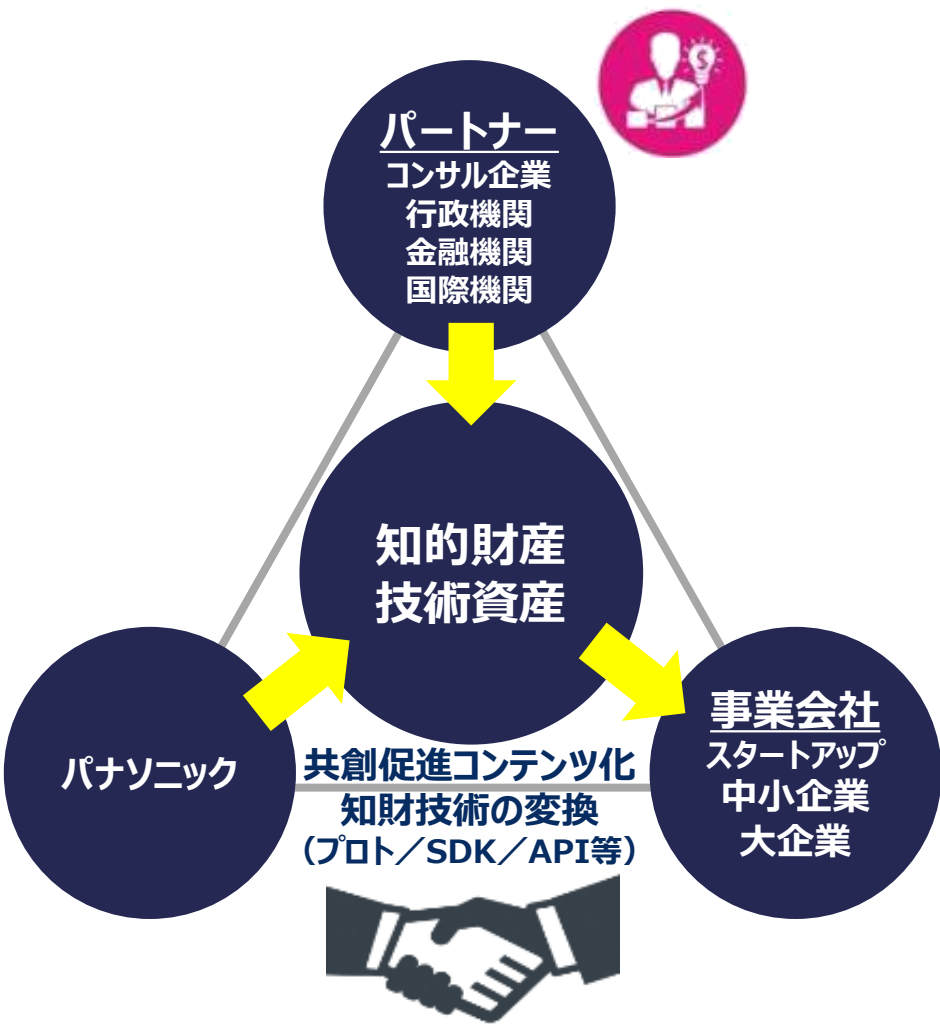 パートナー
コンサル企業
行政機関
金融機関
国際機関
知的財産
技術資産
パナソニック
共創促進コンテンツ化
知財技術の変換
（プロト／SDK／API等）
事業会社
スタートアップ
中小企業
大企業
$